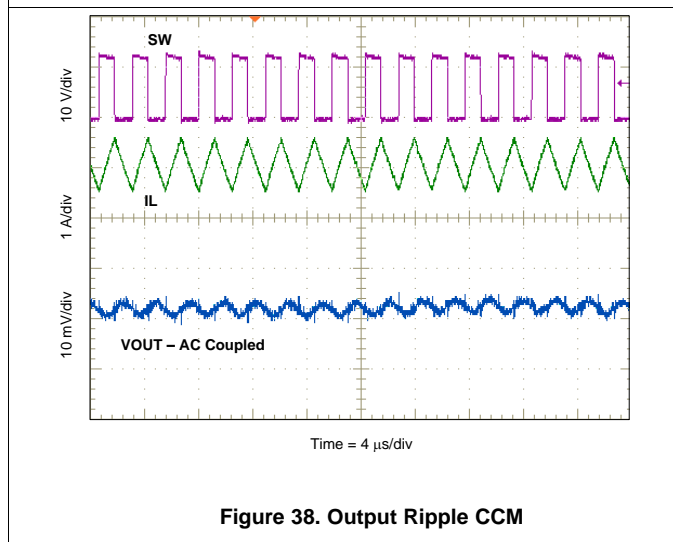 SW
10 V/div
IL
1 A/div
10 mV/div
VOUT – AC Coupled
Time = 4 μs/div
Figure 38. Output Ripple CCM